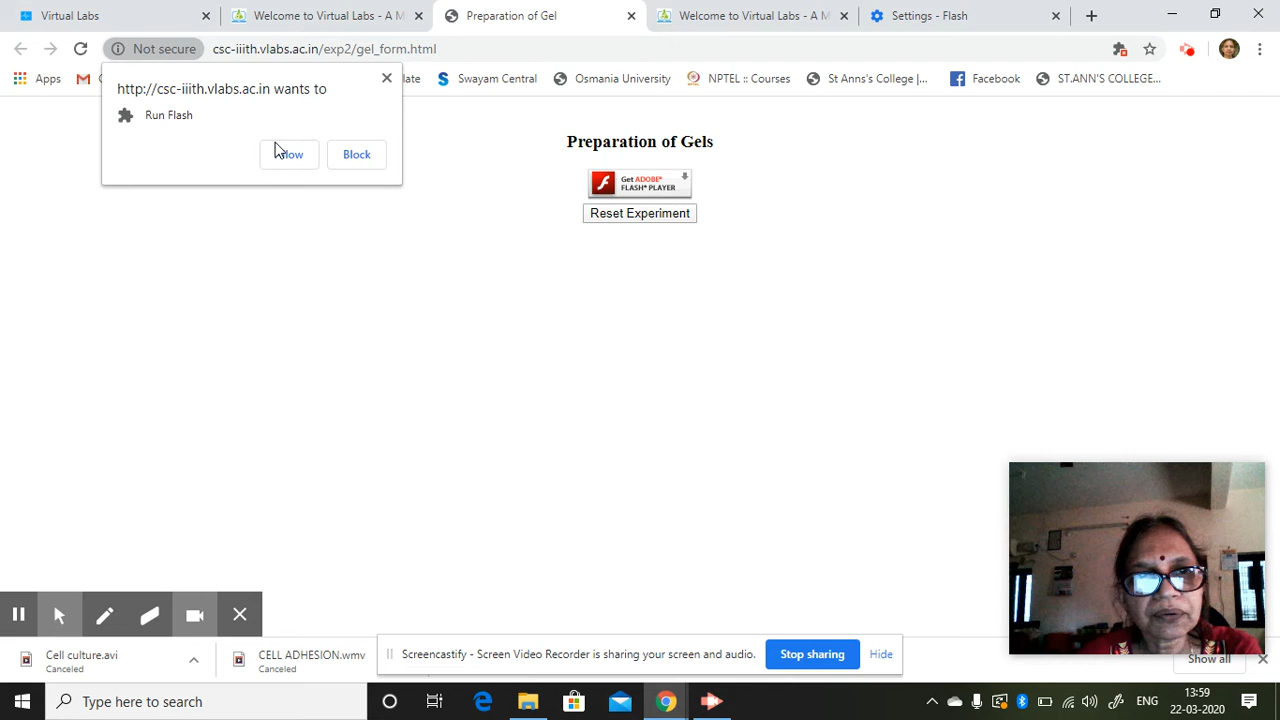 Virtual Labs
Welcome to Virtual Labs - A M
Preparation of Gel
Welcome to Virtual Labs - A M
Settings - Flash
Not secure
csc-iiith.vlabs.ac.in/exp2/gel_form.html
Apps
Swayam Central
Osmania University
NPTEL :: Courses
St Anns's College |...
Facebook
ST.ANN'S COLLEGE...
http://csc-iiith.vlabs.ac.in wants to
Run Flash
Block
Preparation of Gels
Get ADOBE®
FLASH® PLAYER
Reset Experiment
Cell culture.avi
Canceled
CELL ADHESION.wmv
Canceled
Screencastify - Screen Video Recorder is sharing your screen and audio.
Stop sharing
Hide
Show all
Type here to search
ENG
13:59
22-03-2020